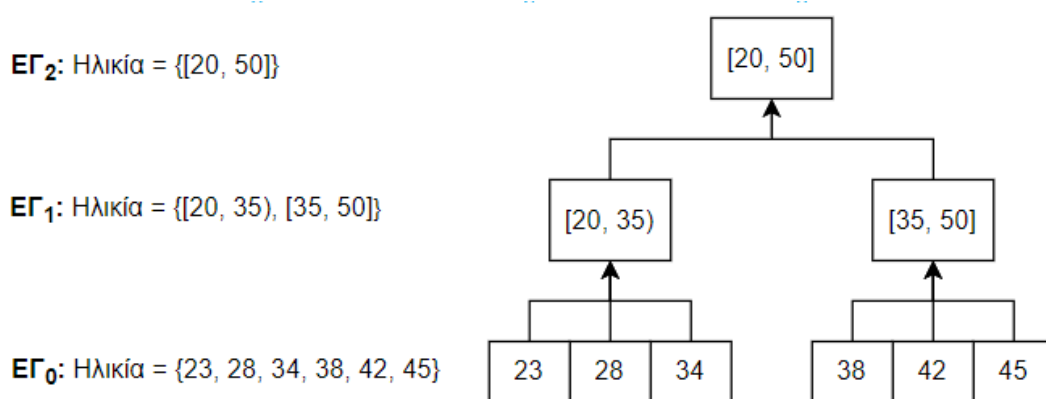 ΕΓ2: Ηλικία = {[20, 50]}
[20, 50]
ΕΓ1: Ηλικία = {[20, 35), [35, 50]}
[20, 35)
[35, 50]
ΕΓ0: Ηλικία = {23, 28, 34, 38, 42, 45}
23 28 34 38 42 45